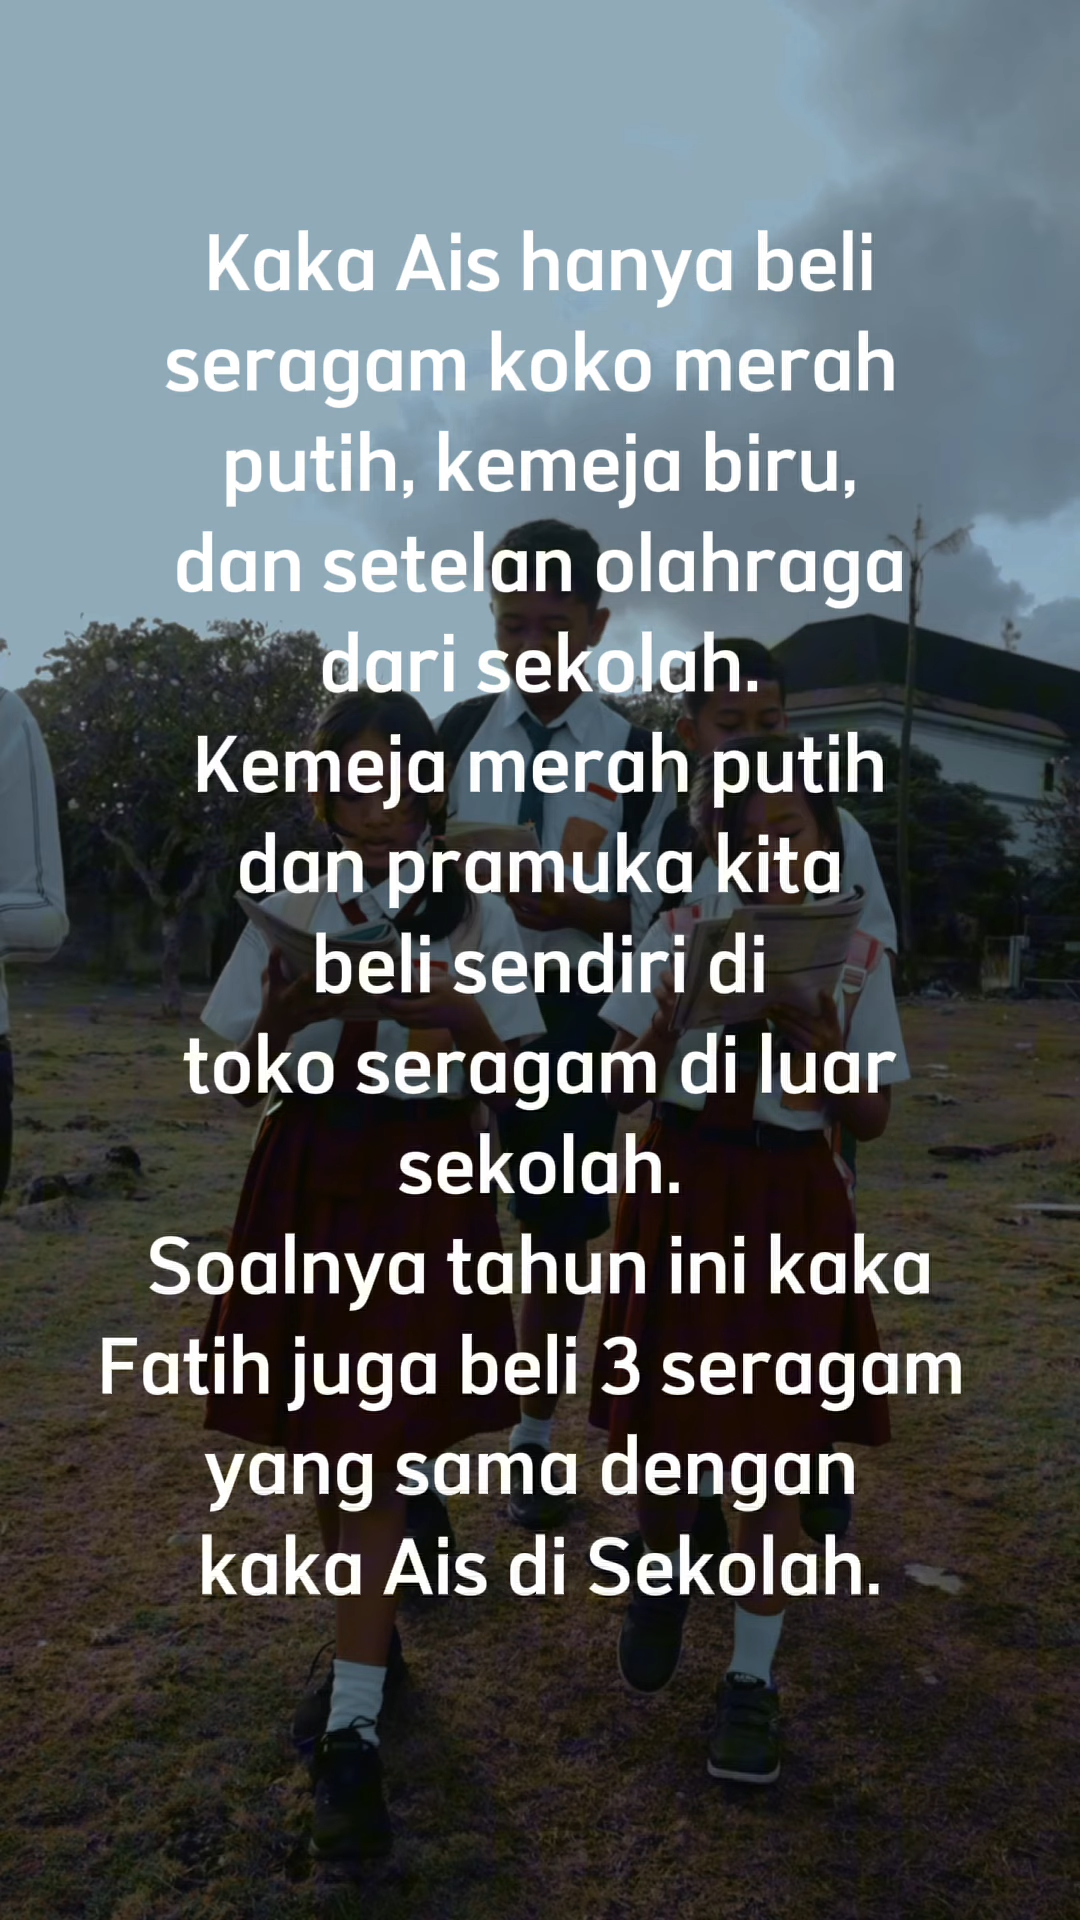 Kaka Ais hanya beli
seragam koko merah
putih, kemeja biru,
dan setelan olahraga
dari sekolah.
Kemeja merah putih
dan pramuka kita
beli sendiri di
toko seragam di luar
sekolah.
Soalnya tahun ini kaka
Fatih juga beli 3 seragam
yang sama dengan
kaka Ais di Sekolah.